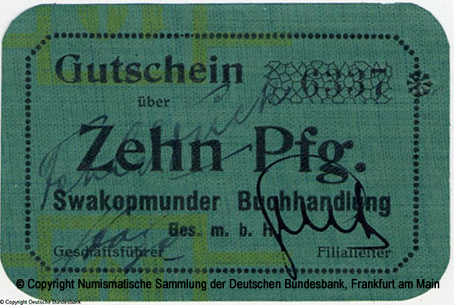 Gutschein 6337 *
über
Zehn Pfg.
Swakopmunder Buchhandlung
Ges. m. b. H.
Geschäftsführer Filialleiter
© Copyright Numismatische Sammlung der Deutschen Bundesbank, Frankfurt am Main
© Copyright Deutsche Bundesbank